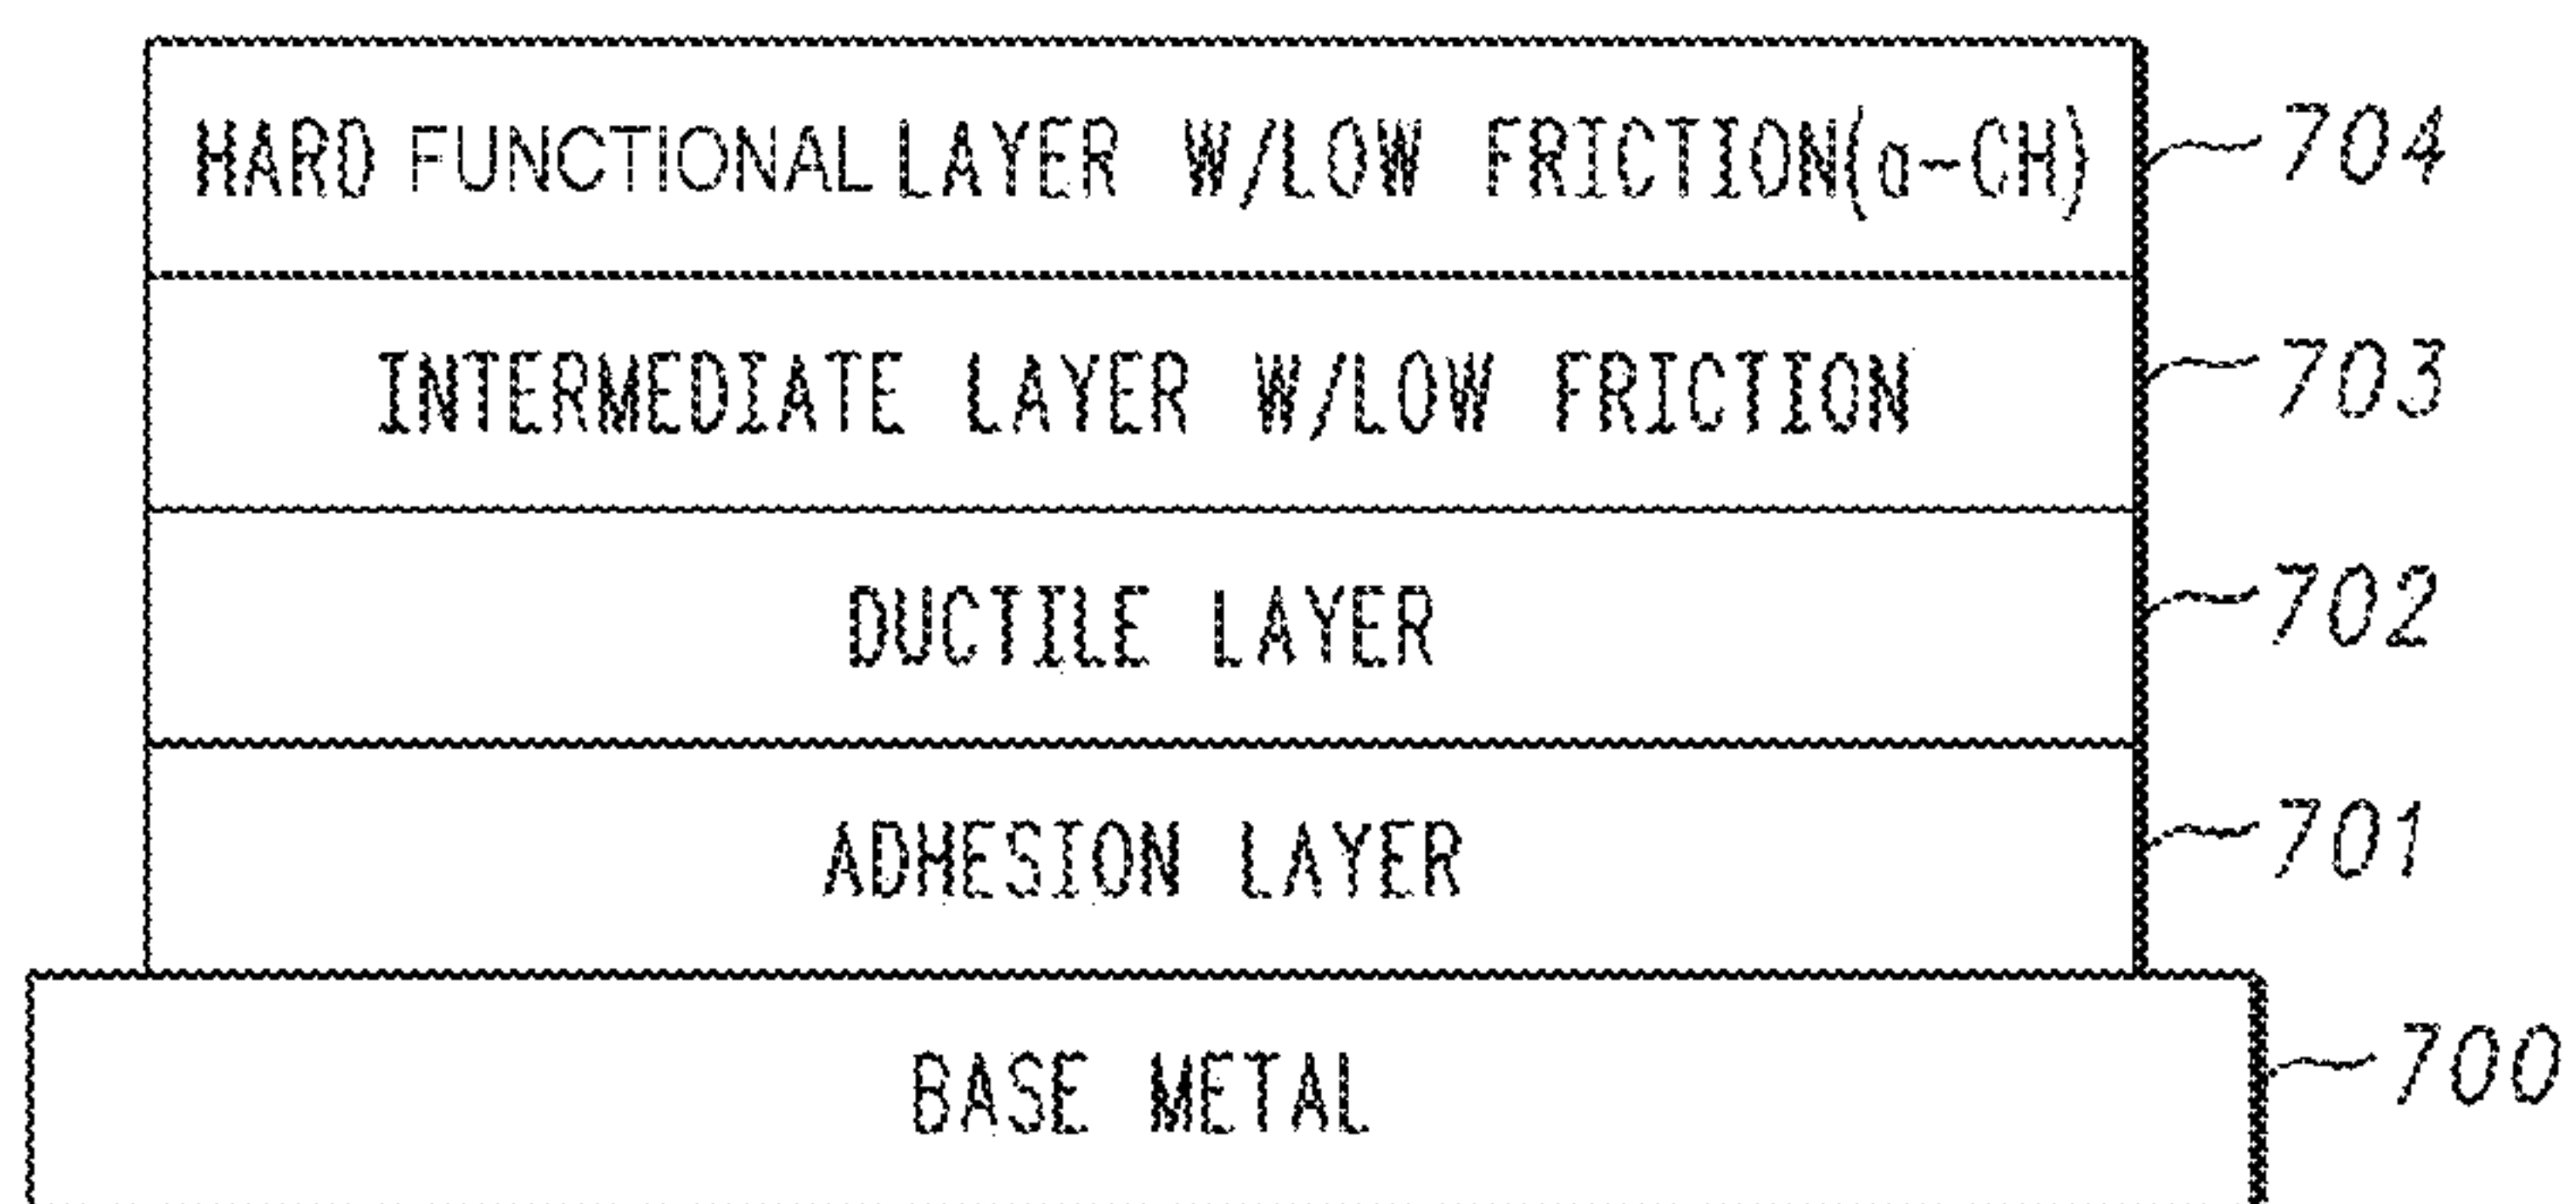 HARD FUNCTIONAL LAYER W/LOW FRICTION(a-CH) 704
INTERMEDIATE LAYER W/LOW FRICTION 703
DUCTILE LAYER 702
ADHESION LAYER 701
BASE METAL 700